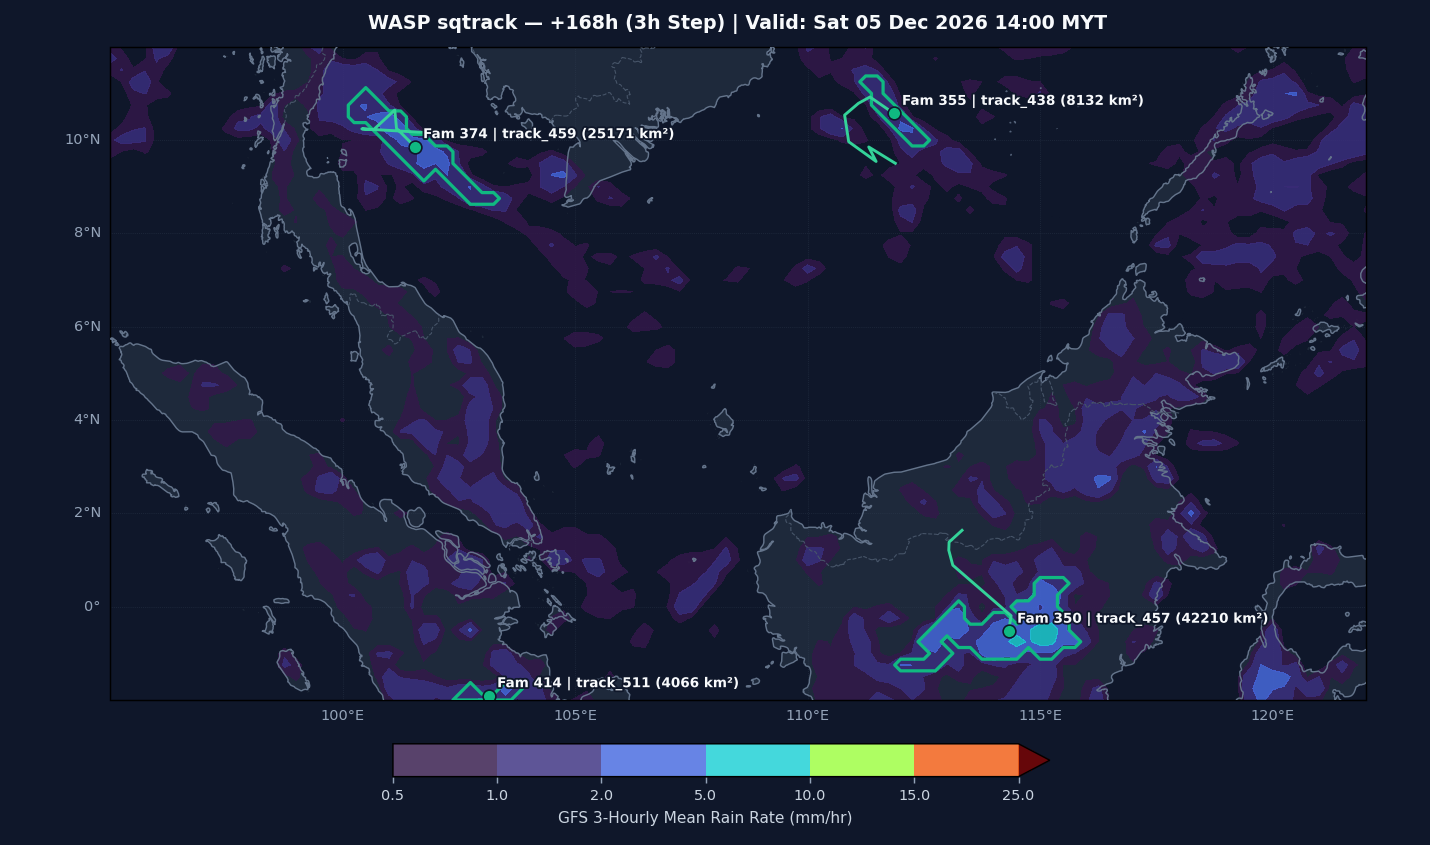 WASP sqtrack — +168h (3h Step) | Valid: Sat 05 Dec 2026 14:00 MYT
Fam 355 | track_438 (8132 km²)
Fam 374 | track_459 (25171 km²)
Fam 350 | track_457 (42210 km²)
Fam 414 | track_511 (4066 km²)
10°N
8°N
6°N
4°N
2°N
0°
100°E 105°E 110°E 115°E 120°E
0.5 1.0 2.0 5.0 10.0 15.0 25.0
GFS 3-Hourly Mean Rain Rate (mm/hr)